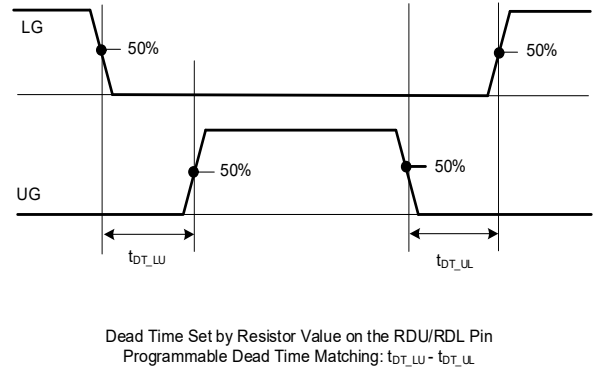 LG
50%
50%
50%
50%
UG
tDT_LU
tDT_UL
Dead Time Set by Resistor Value on the RDU/RDL Pin
Programmable Dead Time Matching: tDT_LU - tDT_UL